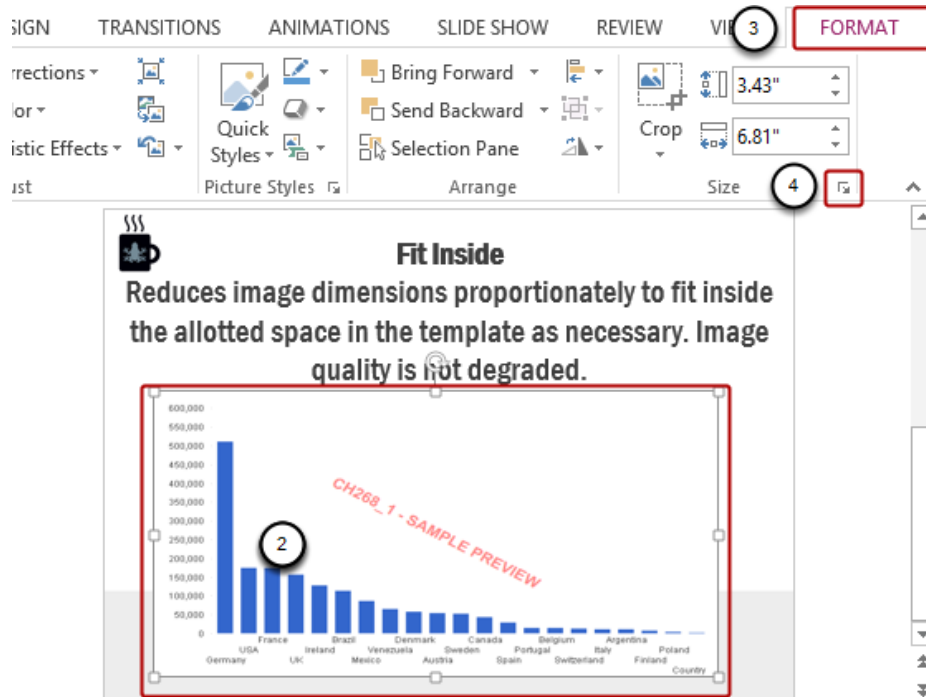 SIGN TRANSITIONS ANIMATIONS SLIDE SHOW REVIEW VI 3 FORMAT
rrections
Bring Forward
3.43"
lor
Send Backward
Quick
Styles
Crop
6.81"
istic Effects
Selection Pane
ust Picture Styles Arrange Size 4
Fit Inside
Reduces image dimensions proportionately to fit inside
the allotted space in the template as necessary. Image
quality is not degraded.
600,000
550,000
500,000
450,000
400,000
350,000
300,000
250,000
200,000
150,000
100,000
50,000
0
CH268_1 - SAMPLE PREVIEW
2
France Brazil Denmark Canada Belgium Argentina
USA Ireland Venezuela Sweden Portugal Italy Poland
Germany UK Mexico Austria Spain Switzerland Finland
Country